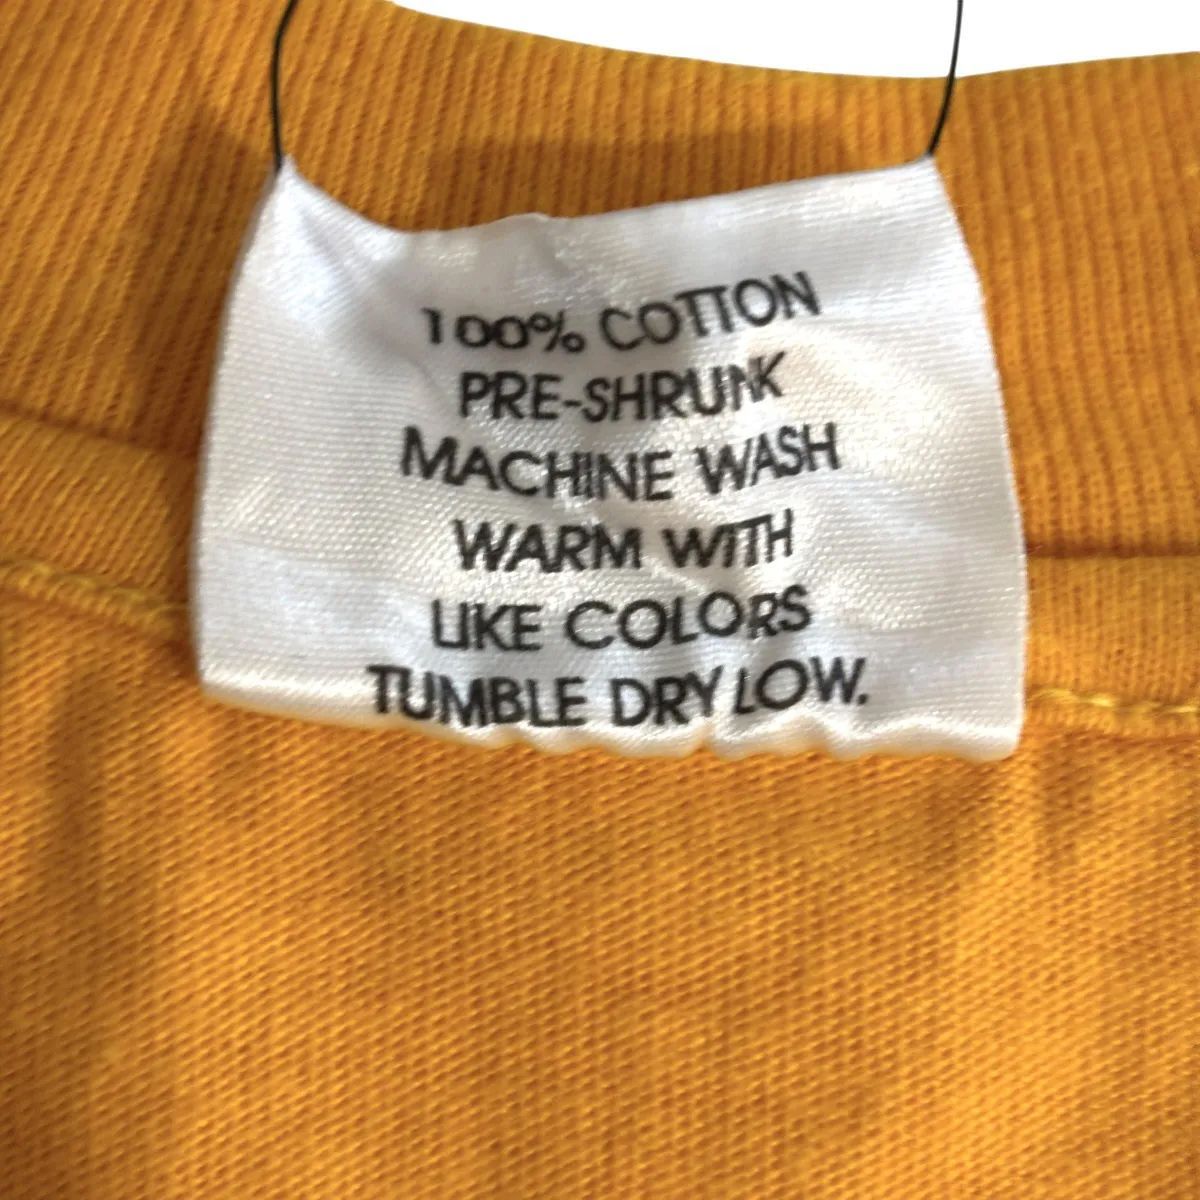 100% COTTON
PRE-SHRUNK
MACHINE WASH
WARM WITH
LIKE COLORS
TUMBLE DRY LOW.